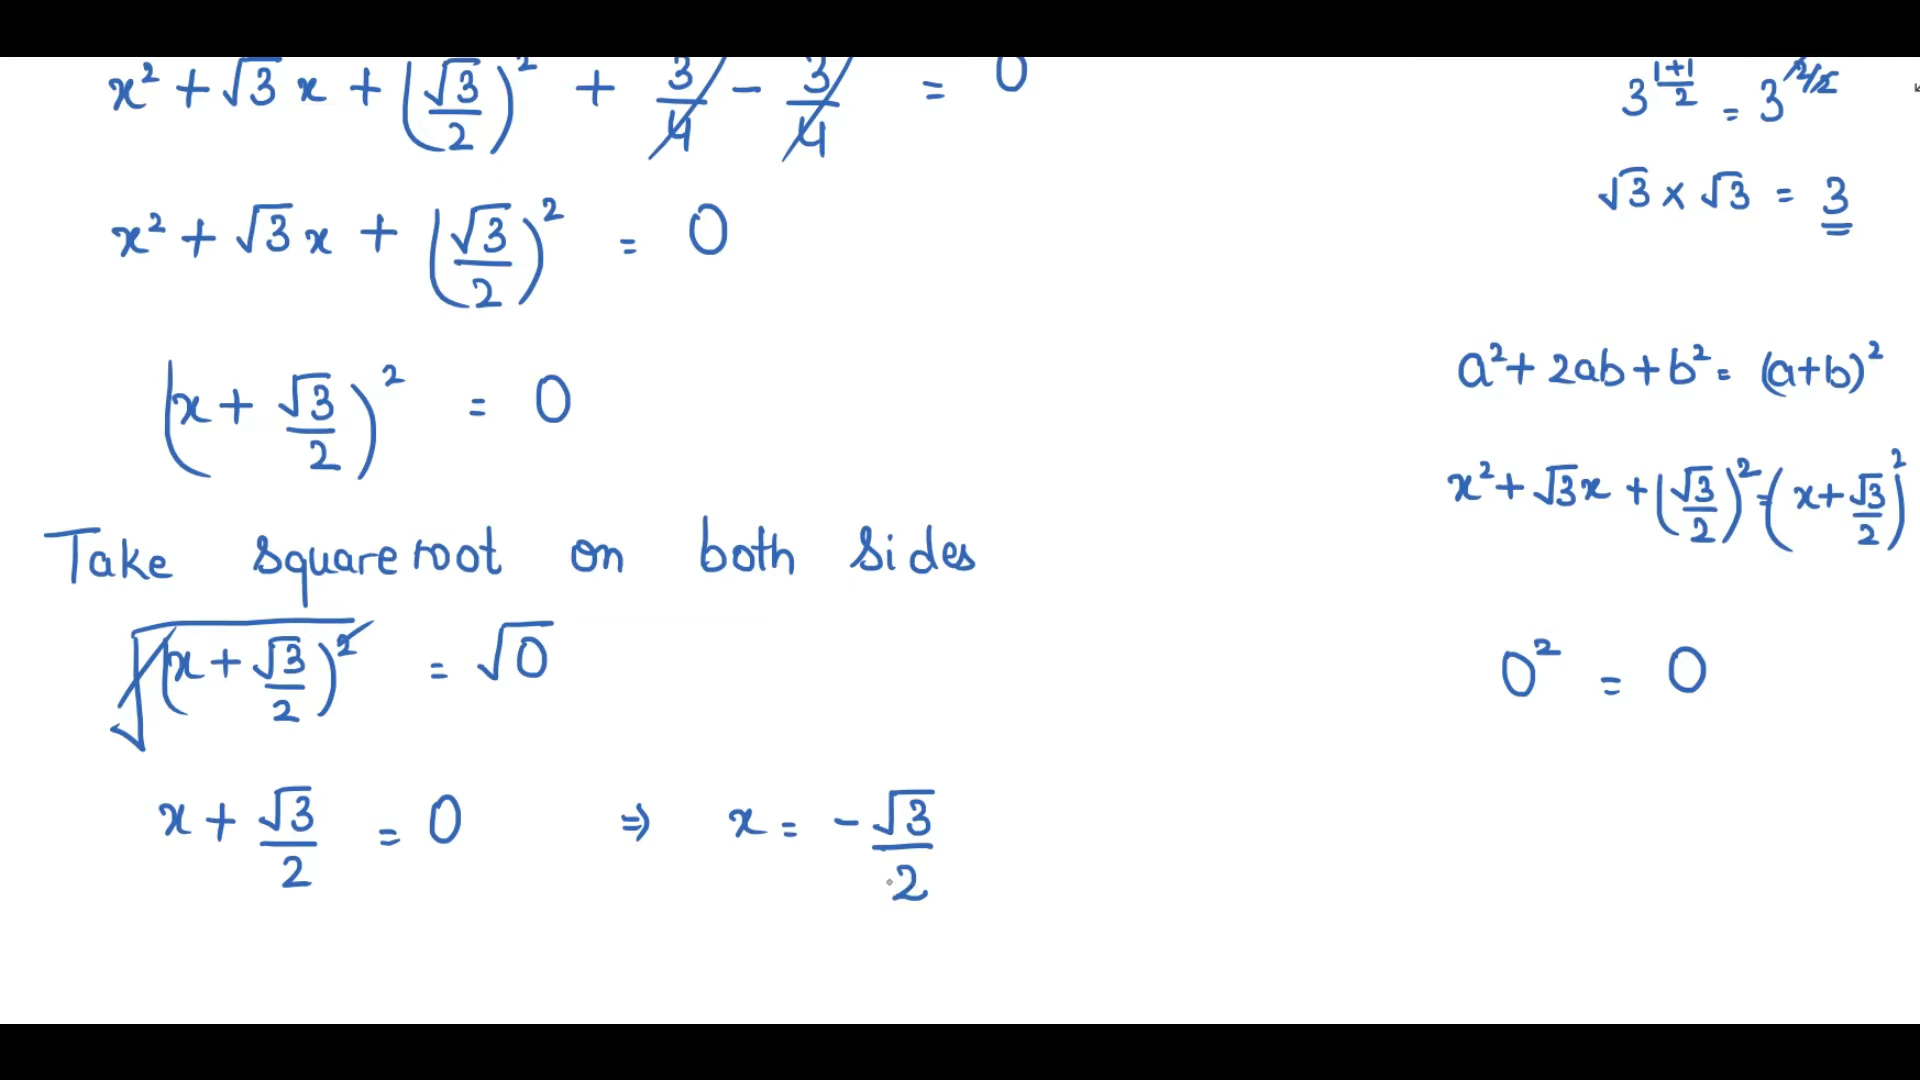 x² + √3 x + (√3/2)² + 3/4 − 3/4 = 0
x² + √3 x + (√3/2)² = 0
(x + √3/2)² = 0
Take square root on both sides
√(x + √3/2)² = √0
x + √3/2 = 0 ⇒ x = −√3/2
3^(1+1/2) = 3^(2/2)
√3 × √3 = 3
a² + 2ab + b² = (a+b)²
x² + √3x + (√3/2)² = (x + √3/2)²
0² = 0